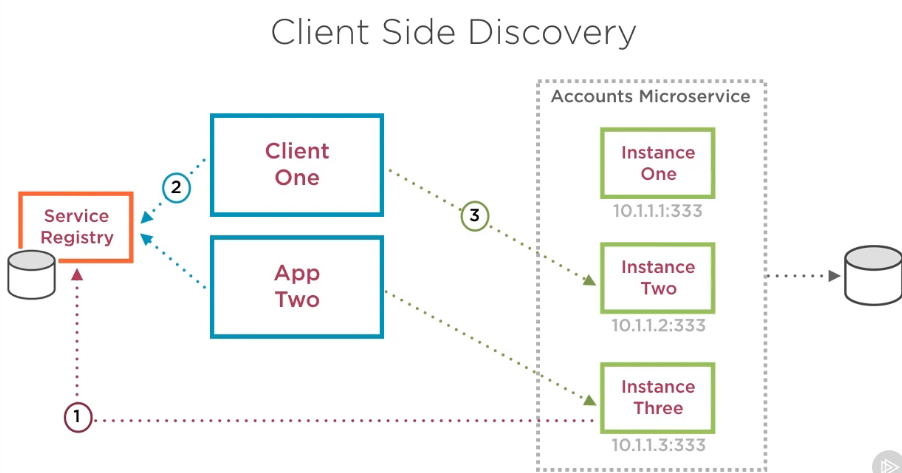 Client Side Discovery
Accounts Microservice
Client
One
Instance
One
10.1.1.1:333
2
Service
Registry
3
App
Two
Instance
Two
10.1.1.2:333
Instance
Three
1
10.1.1.3:333